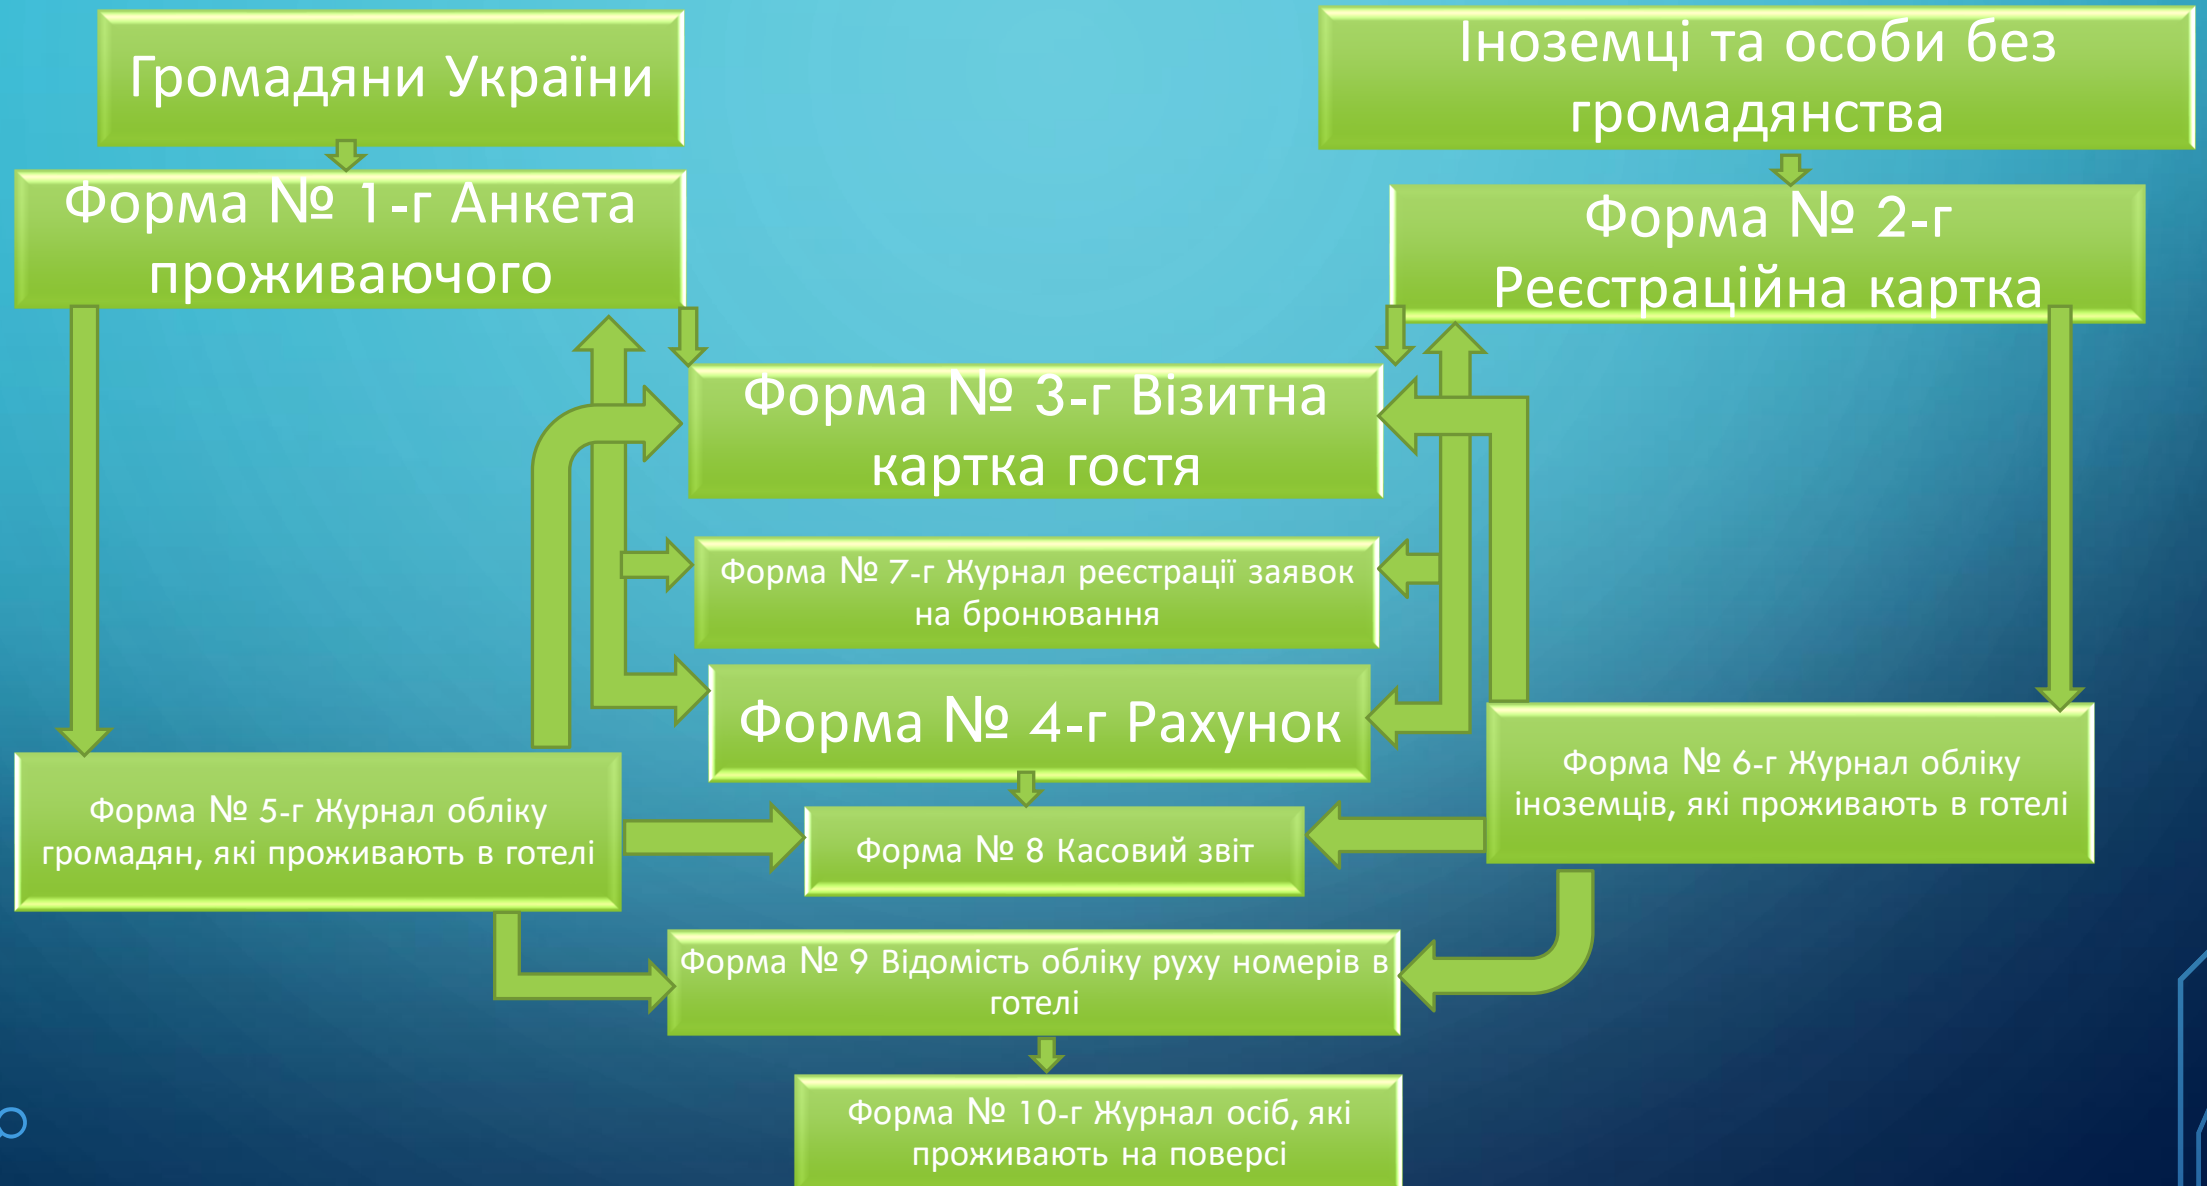 Громадяни України
Іноземці та особи без
громадянства
Форма № 1-г Анкета
проживаючого
Форма № 2-г
Реєстраційна картка
Форма № 3-г Візитна
картка гостя
Форма № 7-г Журнал реєстрації заявок
на бронювання
Форма № 4-г Рахунок
Форма № 5-г Журнал обліку
громадян, які проживають в готелі
Форма № 6-г Журнал обліку
іноземців, які проживають в готелі
Форма № 8 Касовий звіт
Форма № 9 Відомість обліку руху номерів в
готелі
Форма № 10-г Журнал осіб, які
проживають на поверсі